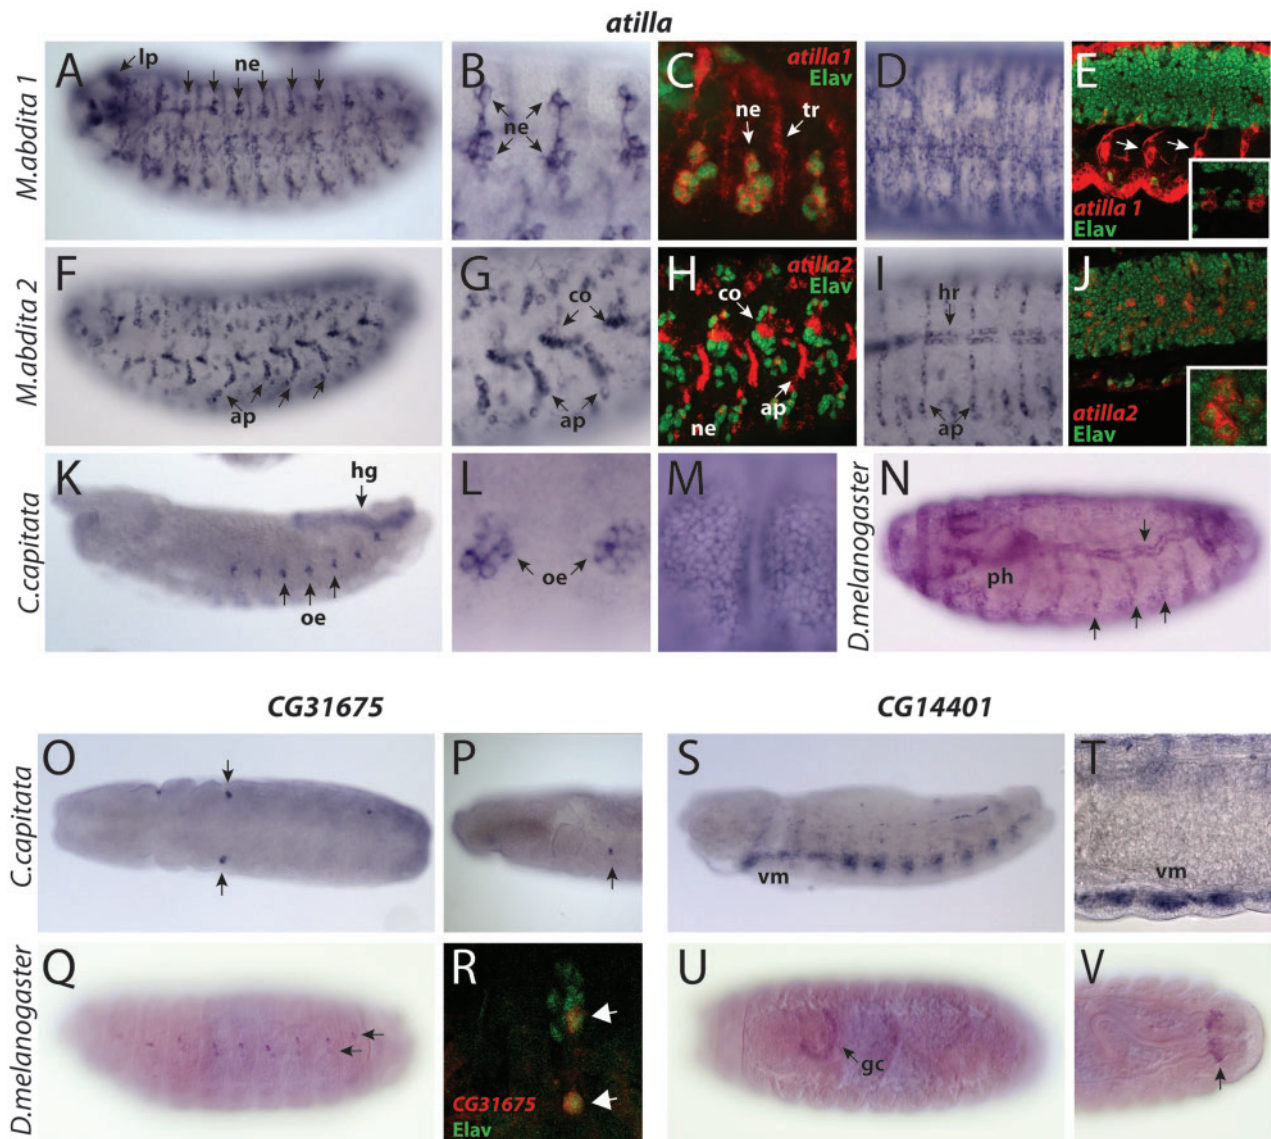 atilla
M.abdita 1
A
lp
ne
B
ne
C
atilla1
Elav
ne
tr
D
E
atilla 1
Elav
M.abdita 2
F
ap
G
co
ap
H
atilla2
Elav
co
ap
ne
I
hr
ap
J
atilla2
Elav
C.capitata
K
hg
oe
L
oe
M
D.melanogaster
N
ph
CG31675
CG14401
C.capitata
O
P
S
vm
T
vm
D.melanogaster
Q
R
CG31675
Elav
U
gc
V